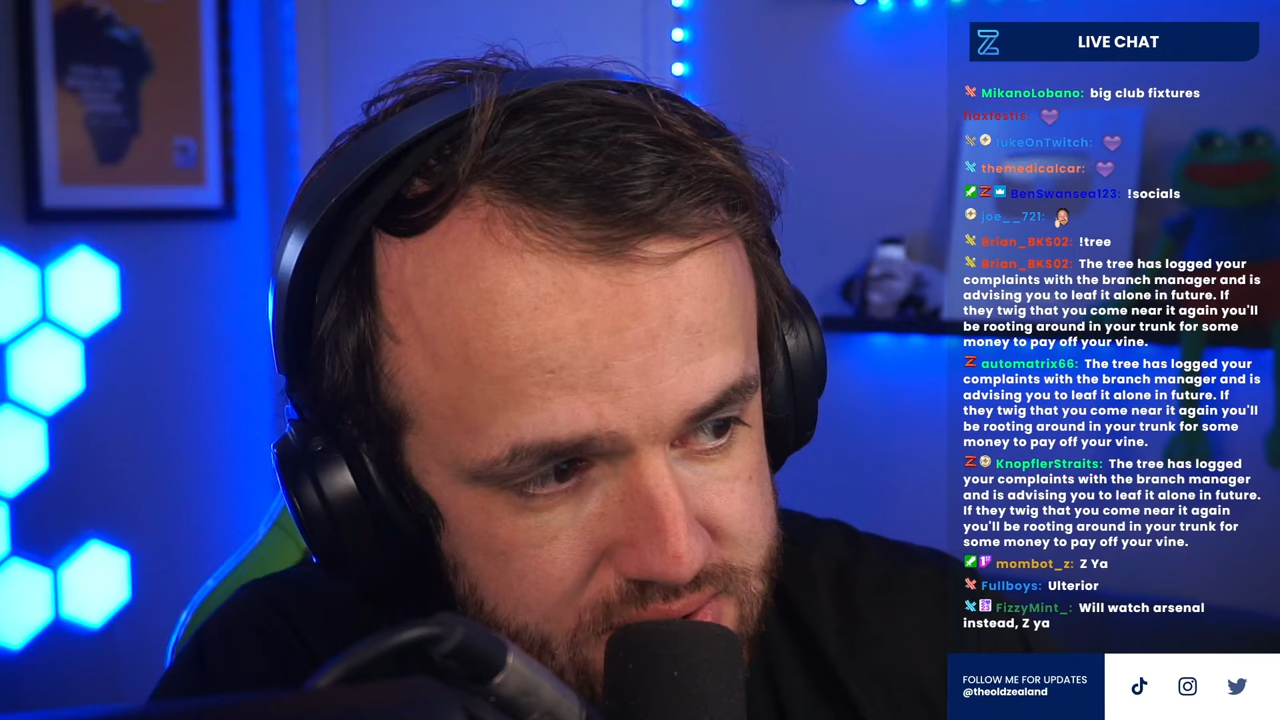 LIVE CHAT
MikanoLobano: big club fixtures
flaxfestis:
lukeOnTwitch:
themedicalcar:
BenSwansea123: !socials
joe__721:
Brian_BKS02: !tree
Brian_BKS02: The tree has logged your
complaints with the branch manager and is
advising you to leaf it alone in future. If
they twig that you come near it again you'll
be rooting around in your trunk for some
money to pay off your vine.
automatrix66: The tree has logged your
complaints with the branch manager and is
advising you to leaf it alone in future. If
they twig that you come near it again you'll
be rooting around in your trunk for some
money to pay off your vine.
KnopflerStraits: The tree has logged
your complaints with the branch manager
and is advising you to leaf it alone in future.
If they twig that you come near it again
you'll be rooting around in your trunk for
some money to pay off your vine.
mombot_z: Z Ya
Fullboys: Ulterior
FizzyMint_: Will watch arsenal
instead, Z ya
FOLLOW ME FOR UPDATES
@theoldzealand